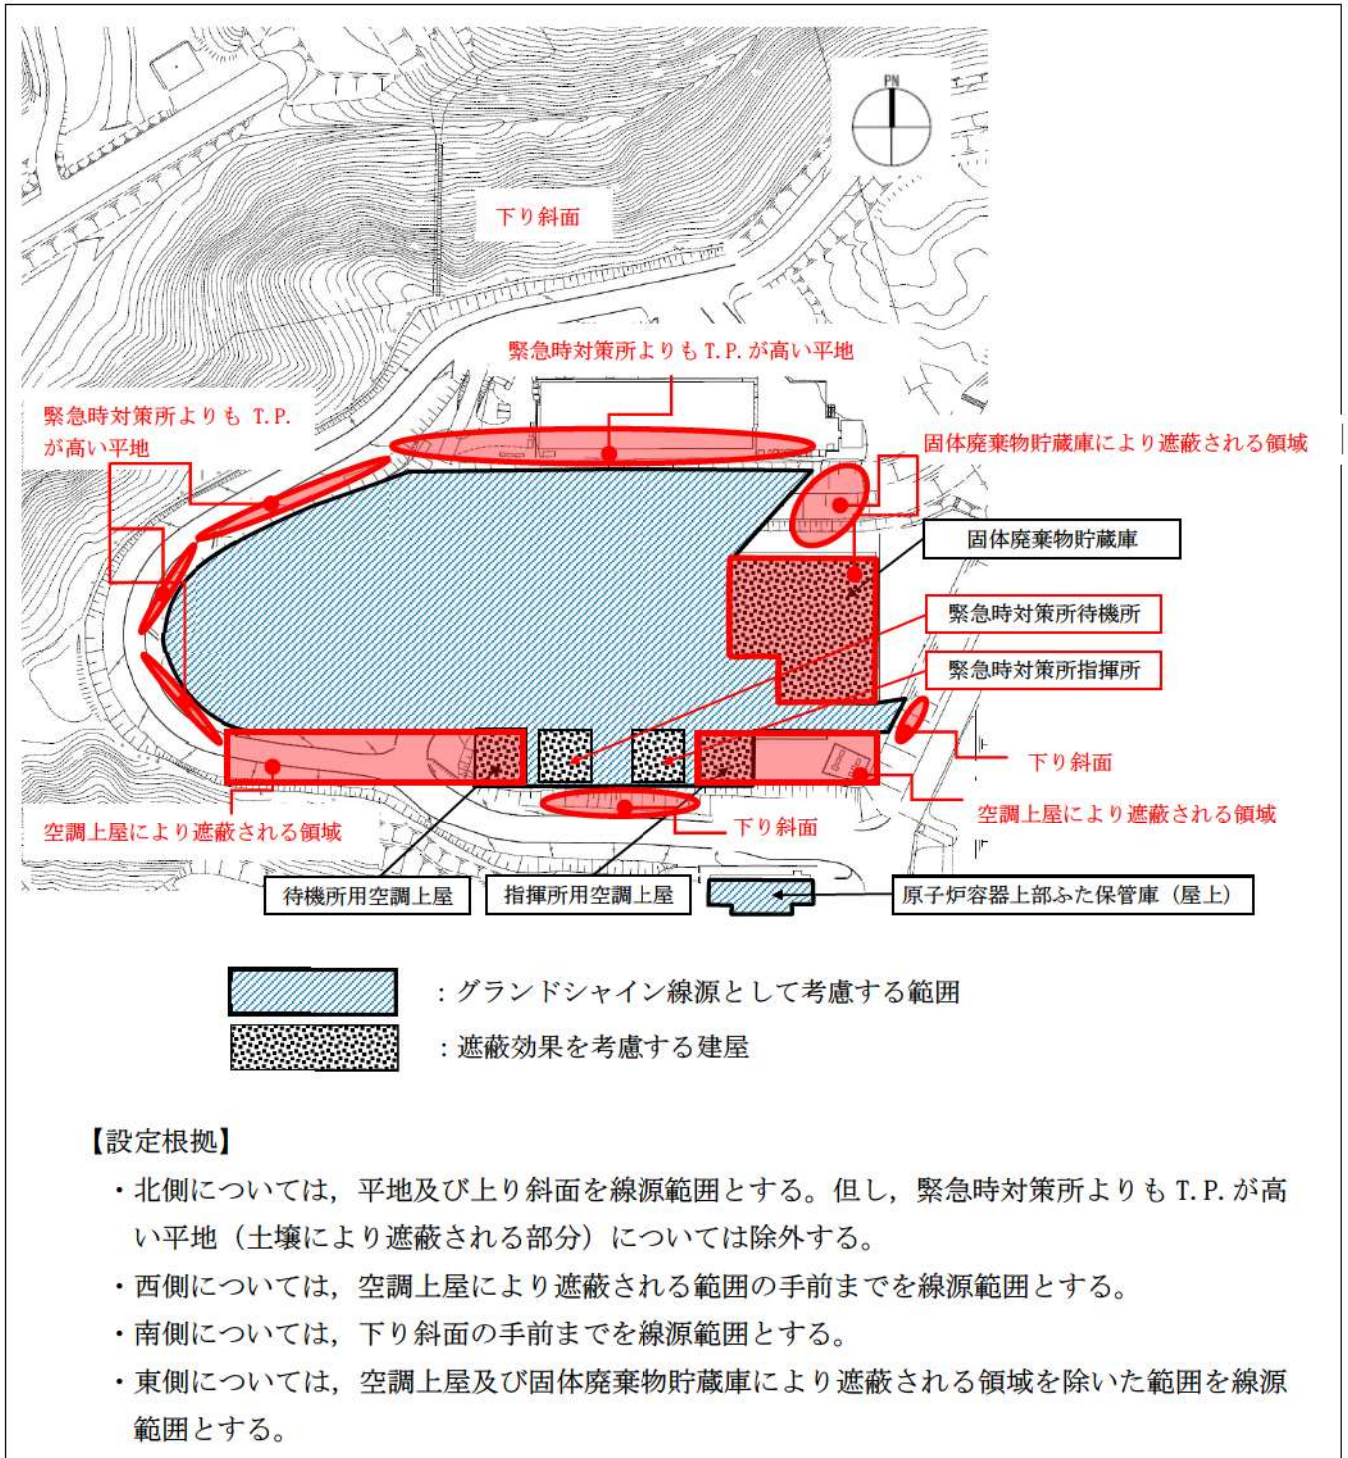 PN
下り斜面
緊急時対策所よりも T.P.が高い平地
緊急時対策所よりも T.P.
が高い平地
固体廃棄物貯蔵庫により遮蔽される領域
固体廃棄物貯蔵庫
緊急時対策所待機所
緊急時対策所指揮所
下り斜面
空調上屋により遮蔽される領域
下り斜面
空調上屋により遮蔽される領域
待機所用空調上屋
指揮所用空調上屋
原子炉容器上部ふた保管庫（屋上）
：グランドシャイン線源として考慮する範囲
：遮蔽効果を考慮する建屋
【設定根拠】
・北側については，平地及び上り斜面を線源範囲とする。但し，緊急時対策所よりも T.P.が高
い平地（土壌により遮蔽される部分）については除外する。
・西側については，空調上屋により遮蔽される範囲の手前までを線源範囲とする。
・南側については，下り斜面の手前までを線源範囲とする。
・東側については，空調上屋及び固体廃棄物貯蔵庫により遮蔽される領域を除いた範囲を線源
範囲とする。